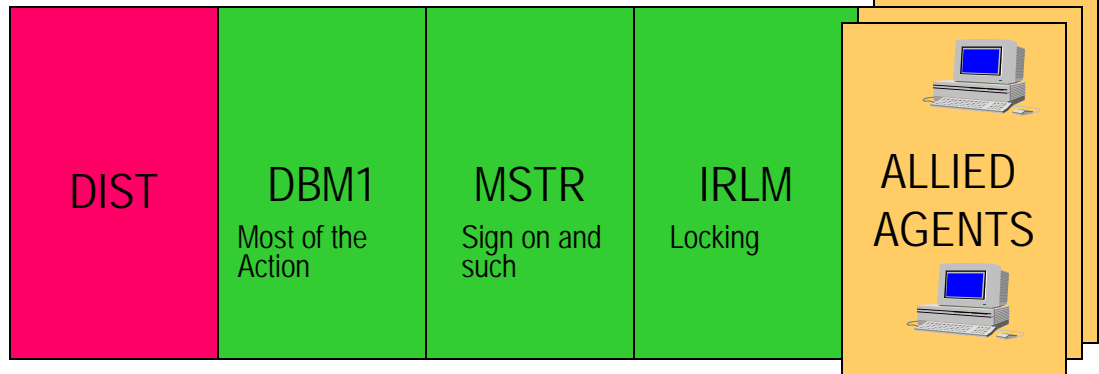 DIST
DBM1
Most of the
Action
MSTR
Sign on and
such
IRLM
Locking
ALLIED
AGENTS